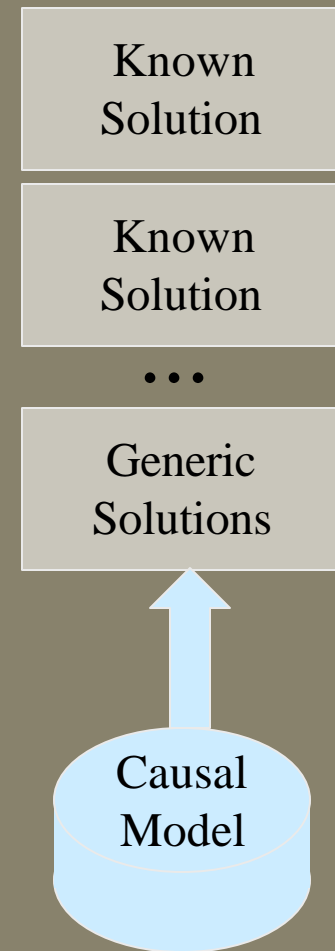 Known
Solution
Known
Solution
...
Generic
Solutions
Causal
Model